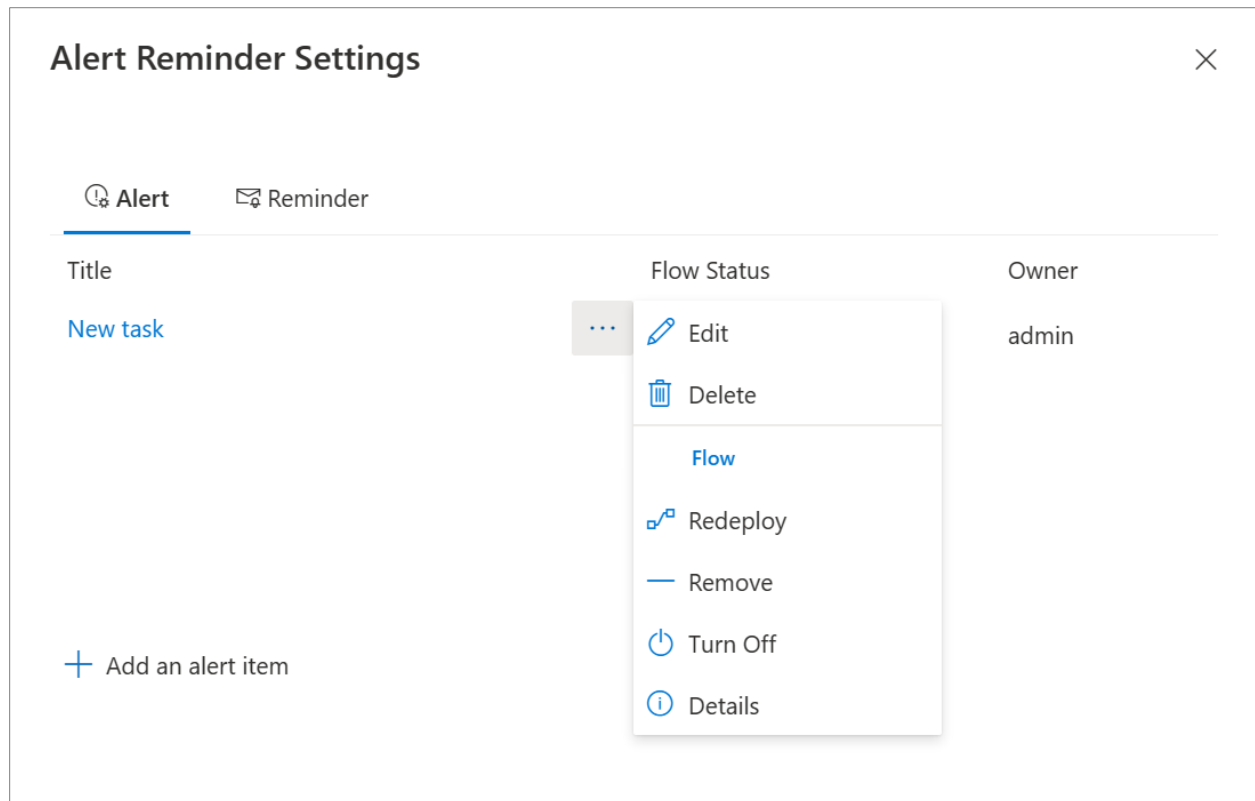 Alert Reminder Settings
Alert Reminder
Title Flow Status Owner
New task ... Edit admin
Delete
Flow
Redeploy
Remove
Turn Off
Add an alert item
Details